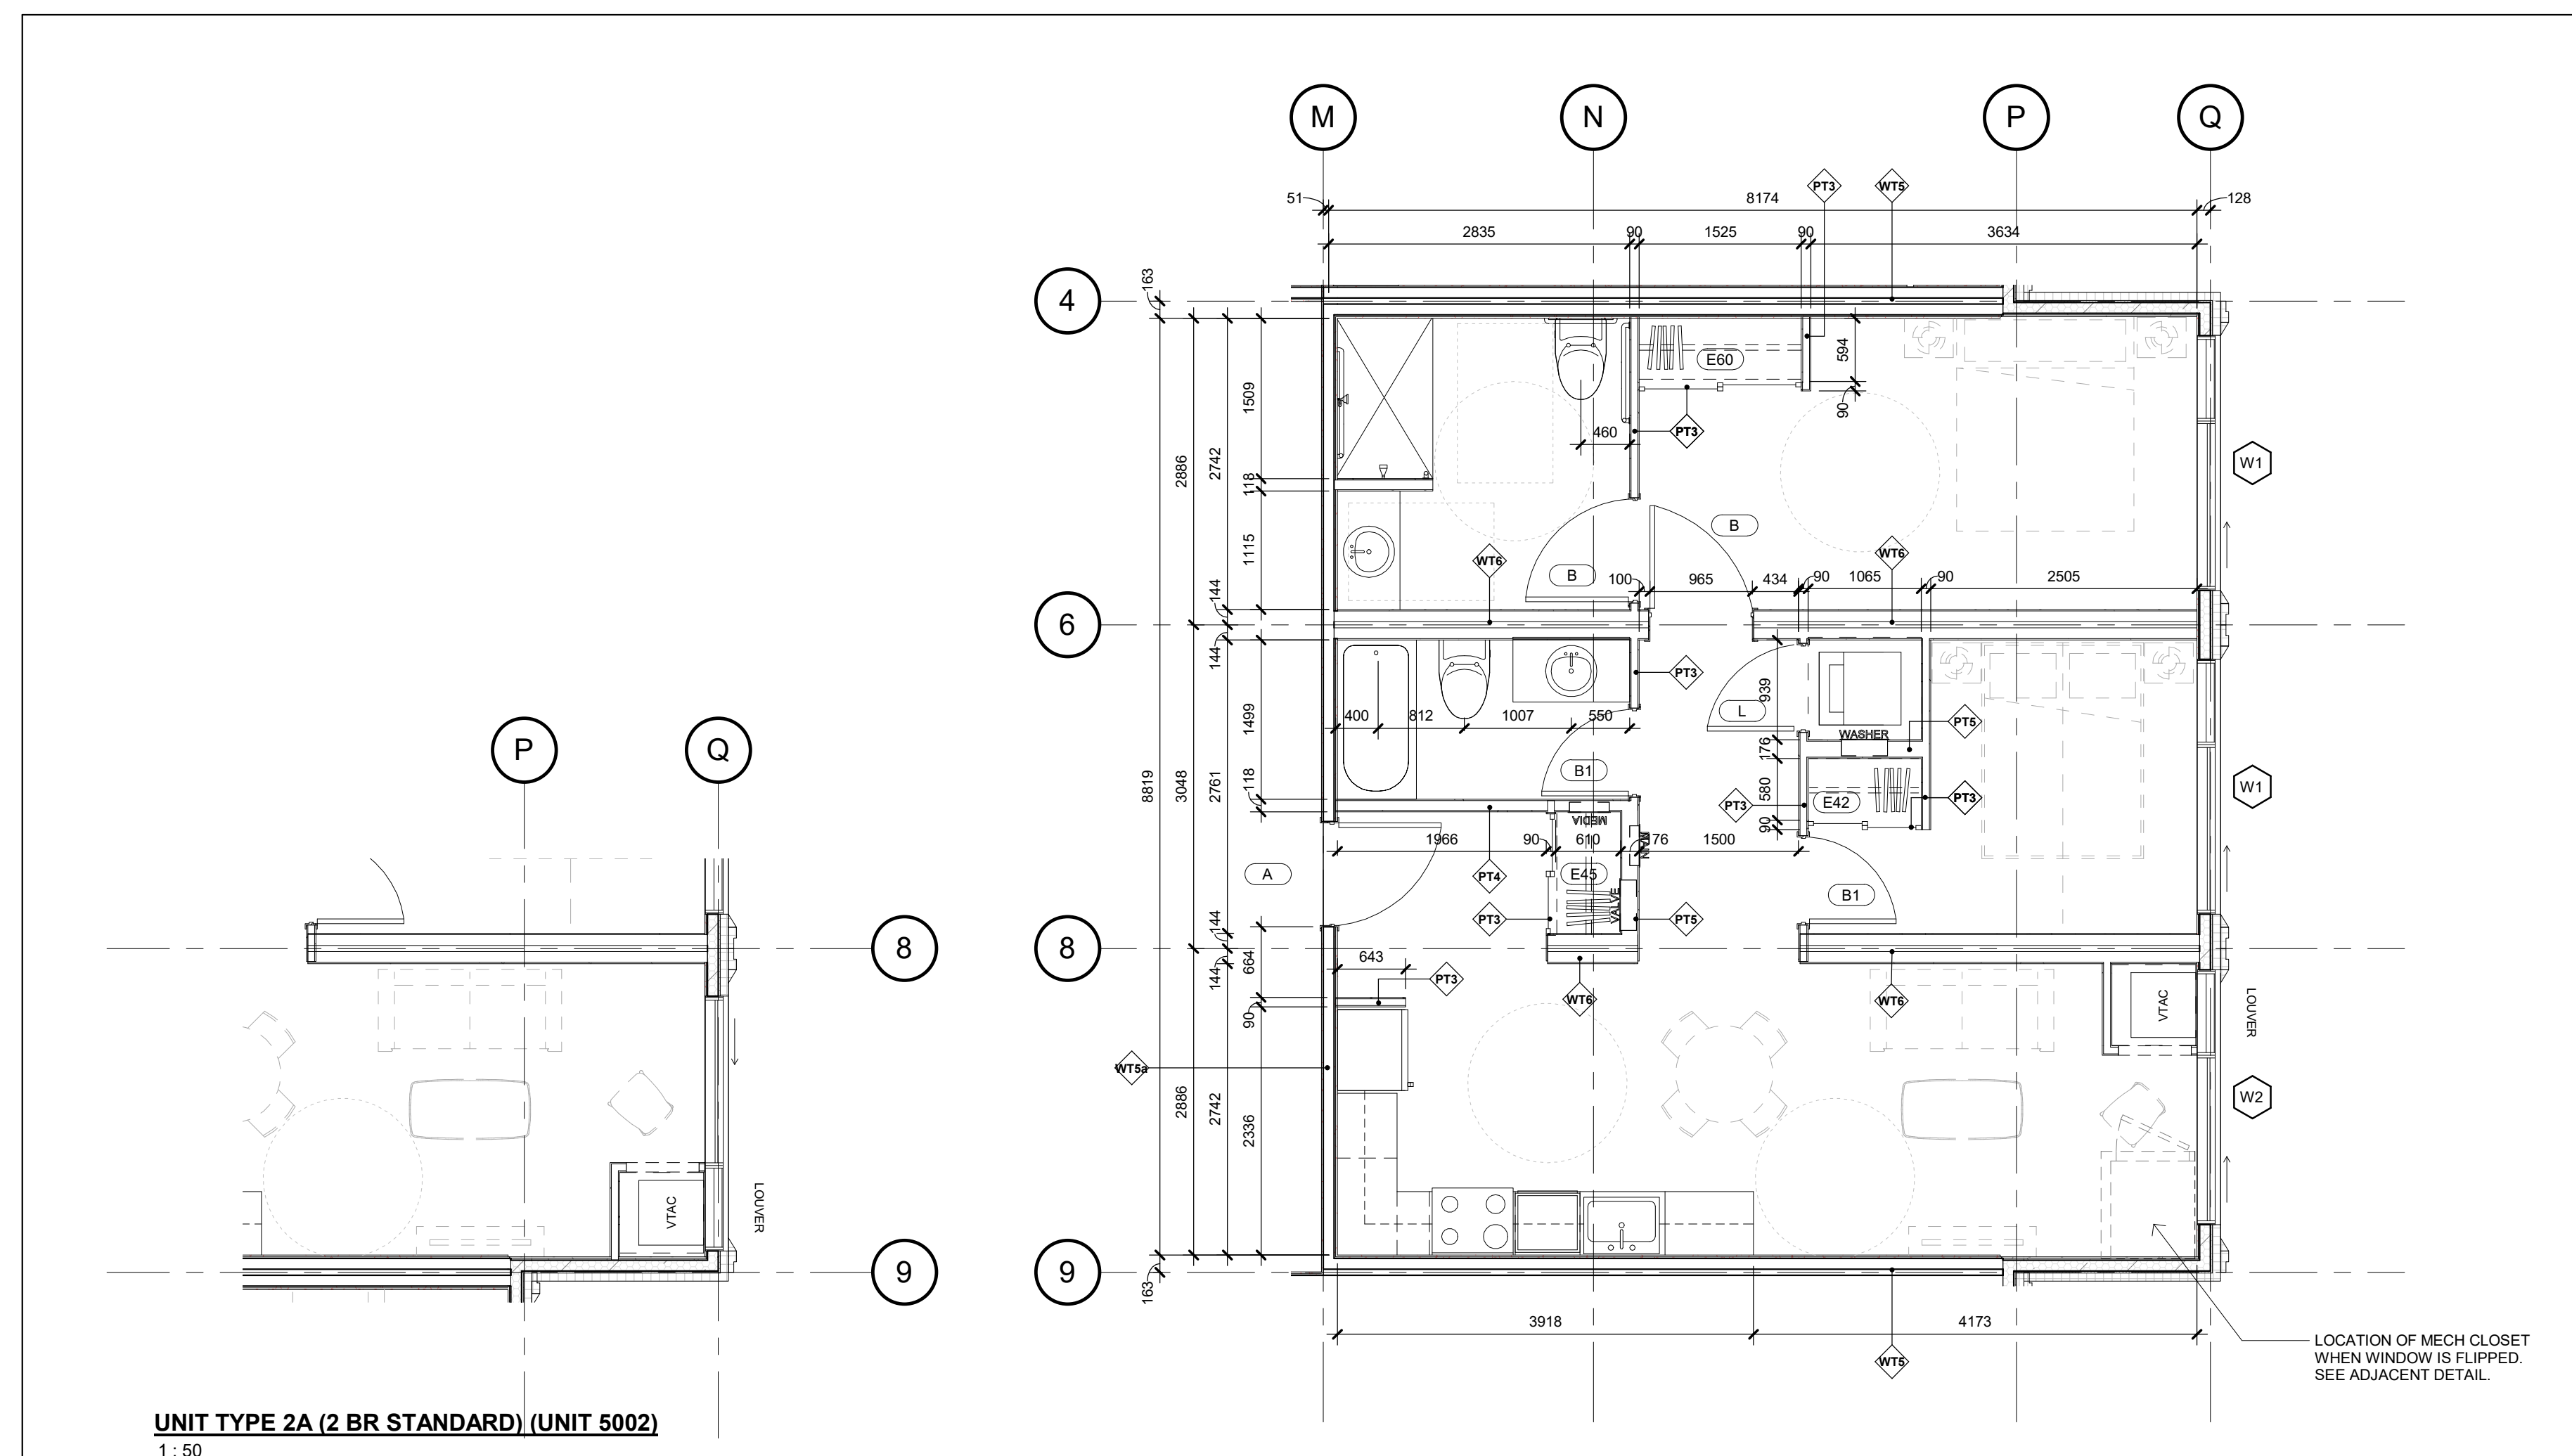 M N P Q
PT3 WT5
51 8174 128
2835 90 1525 90 3634
163
4
E60
594
1509
90
460
PT3
2886 2742
W1
118
B
1115
WT6 WT6
B 100 965 434 90 1065 90 2505
144
6
144
PT3
939
L
400 812 1007 550
1499
PT5
P Q
WASHER
176
B1
W1
8819 3048 2761 118
580
PT3 E42 PT3
MEDIA
90
1966 90 610 176 1500
MAIN
A
PT4 E45
B1
VALVE
144
PT3 PT5
8 8
643
664
144
PT3
WT6 WT6
VTAC
LOUVER
90
WT5a
W2
2886 2742 2336
VTAC
LOUVER
9 9
163
3918 4173
WT5
LOCATION OF MECH CLOSET
WHEN WINDOW IS FLIPPED.
SEE ADJACENT DETAIL.
UNIT TYPE 2A (2 BR STANDARD) (UNIT 5002)
1 : 50